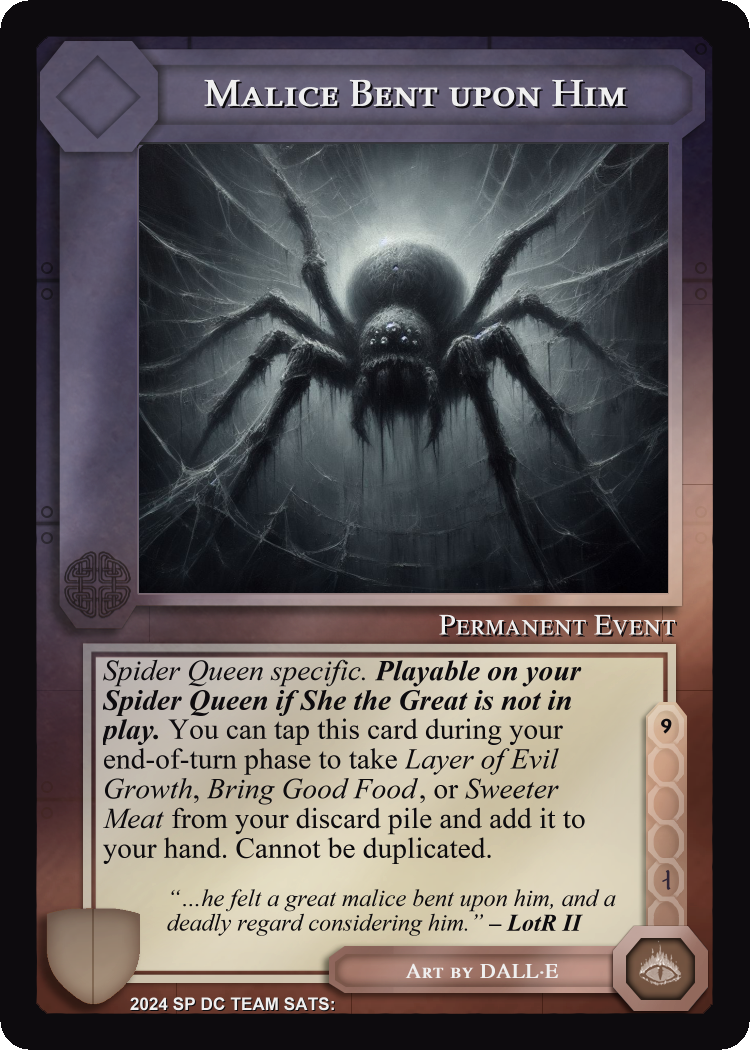 Malice Bent upon Him
Permanent Event
Spider Queen specific. Playable on your
Spider Queen if She the Great is not in
play. You can tap this card during your
end-of-turn phase to take Layer of Evil
Growth, Bring Good Food, or Sweeter
Meat from your discard pile and add it to
your hand. Cannot be duplicated.
9
“...he felt a great malice bent upon him, and a
deadly regard considering him.” – LotR II
Art by DALL·E
2024 SP DC TEAM SATS: